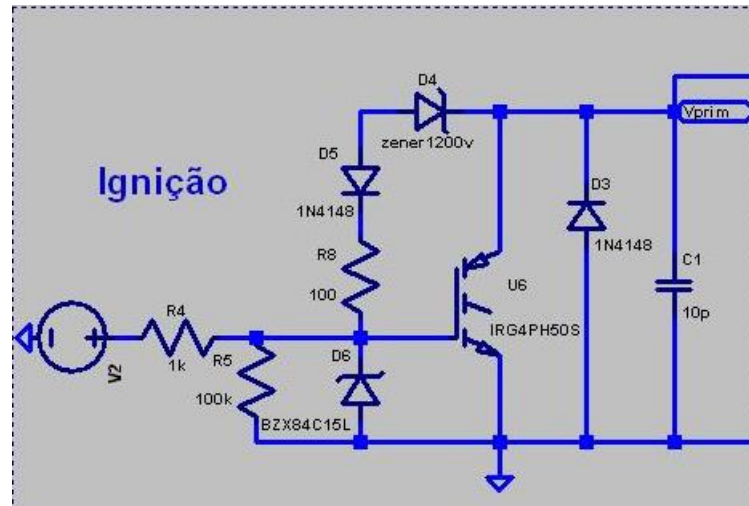 D4
Vprim
zener1200v
Ignição
D5
D3
1N4148
1N4148
R8
U6
C1
100
10p
IRG4PH50S
R4
D6
R5
1k
V2
100k
BZX84C15L